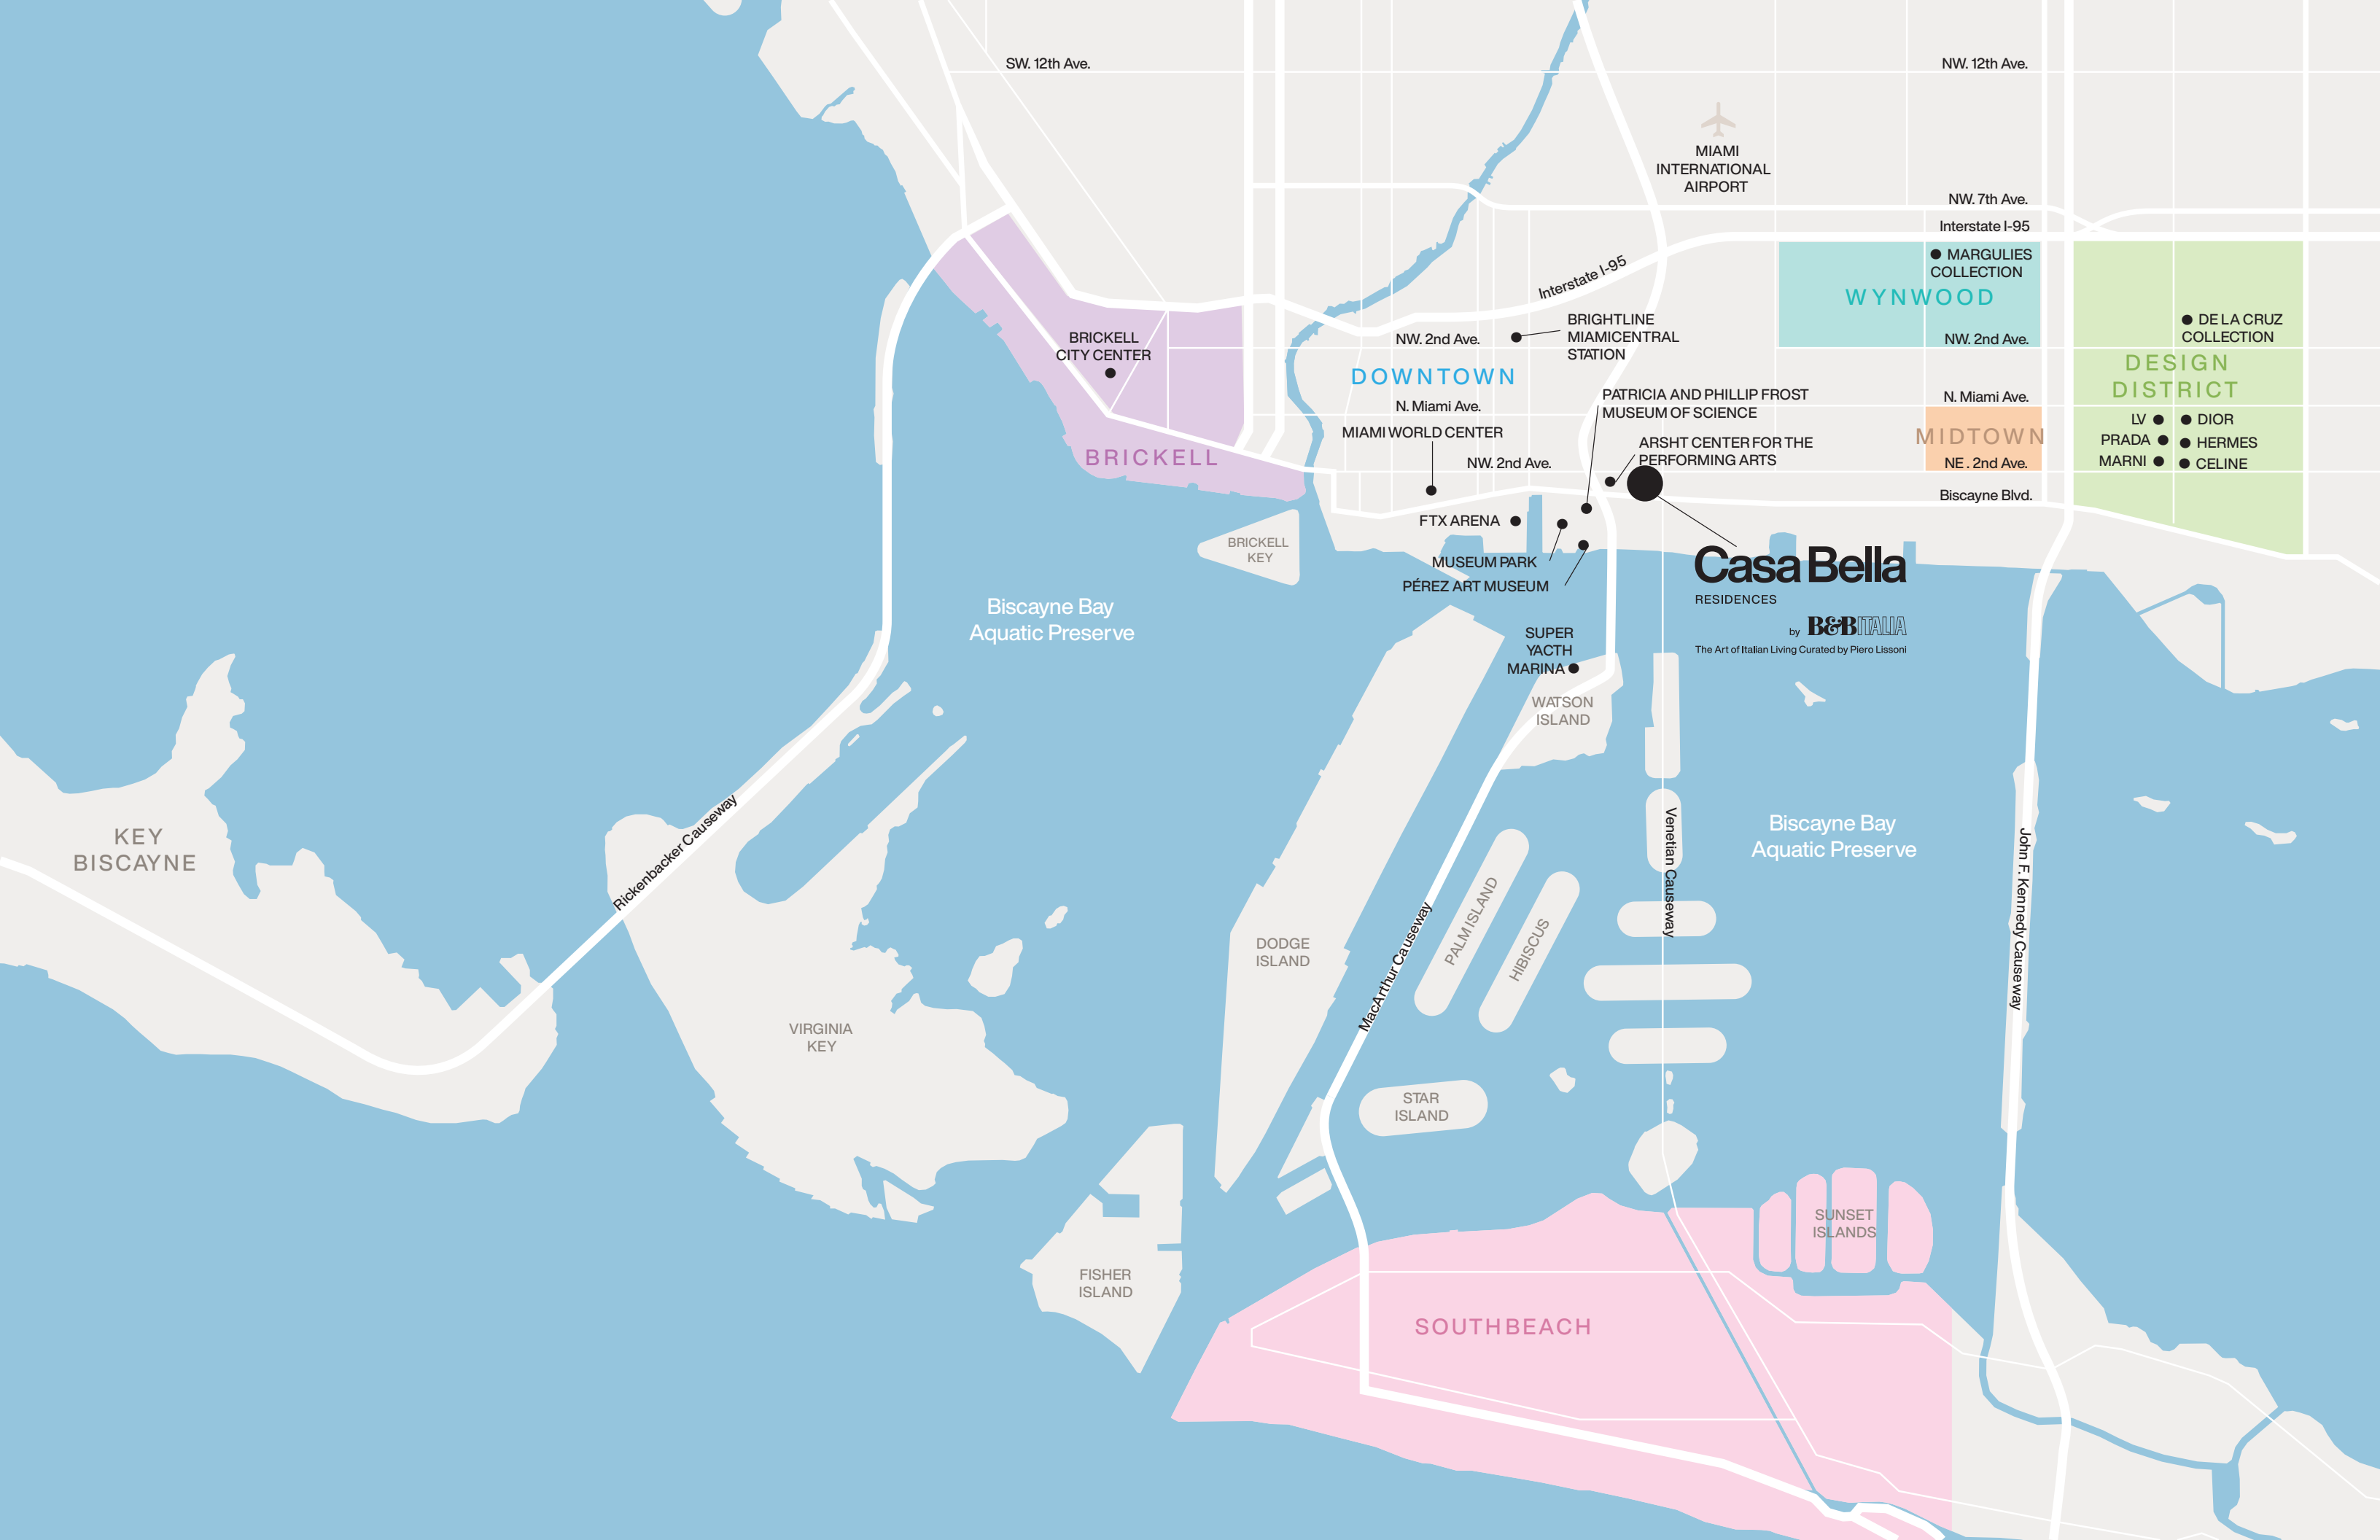 SW. 12th Ave.
NW. 12th Ave.
MIAMI
INTERNATIONAL
AIRPORT
NW. 7th Ave.
Interstate I-95
Interstate I-95
MARGULIES
COLLECTION
WYNWOOD
NW. 2nd Ave.
DE LA CRUZ
COLLECTION
DESIGN
DISTRICT
LV
DIOR
PRADA
HERMES
MARNI
CELINE
BRIGHTLINE
MIAMICENTRAL
STATION
NW. 2nd Ave.
DOWNTOWN
N. Miami Ave.
N. Miami Ave.
MIDTOWN
NE . 2nd Ave.
Biscayne Blvd.
BRICKELL
CITY CENTER
BRICKELL
PATRICIA AND PHILLIP FROST
MUSEUM OF SCIENCE
MIAMI WORLD CENTER
ARSHT CENTER FOR THE
PERFORMING ARTS
NW. 2nd Ave.
FTX ARENA
MUSEUM PARK
PÉREZ ART MUSEUM
BRICKELL
KEY
Casa Bella
RESIDENCES
by B&B ITALIA
The Art of Italian Living Curated by Piero Lissoni
Biscayne Bay
Aquatic Preserve
SUPER
YACTH
MARINA
WATSON
ISLAND
KEY
BISCAYNE
Rickenbacker Causeway
Venetian Causeway
Biscayne Bay
Aquatic Preserve
John F. Kennedy Causeway
MacArthur Causeway
PALM ISLAND
HIBISCUS
DODGE
ISLAND
VIRGINIA
KEY
STAR
ISLAND
SUNSET
ISLANDS
FISHER
ISLAND
SOUTH BEACH